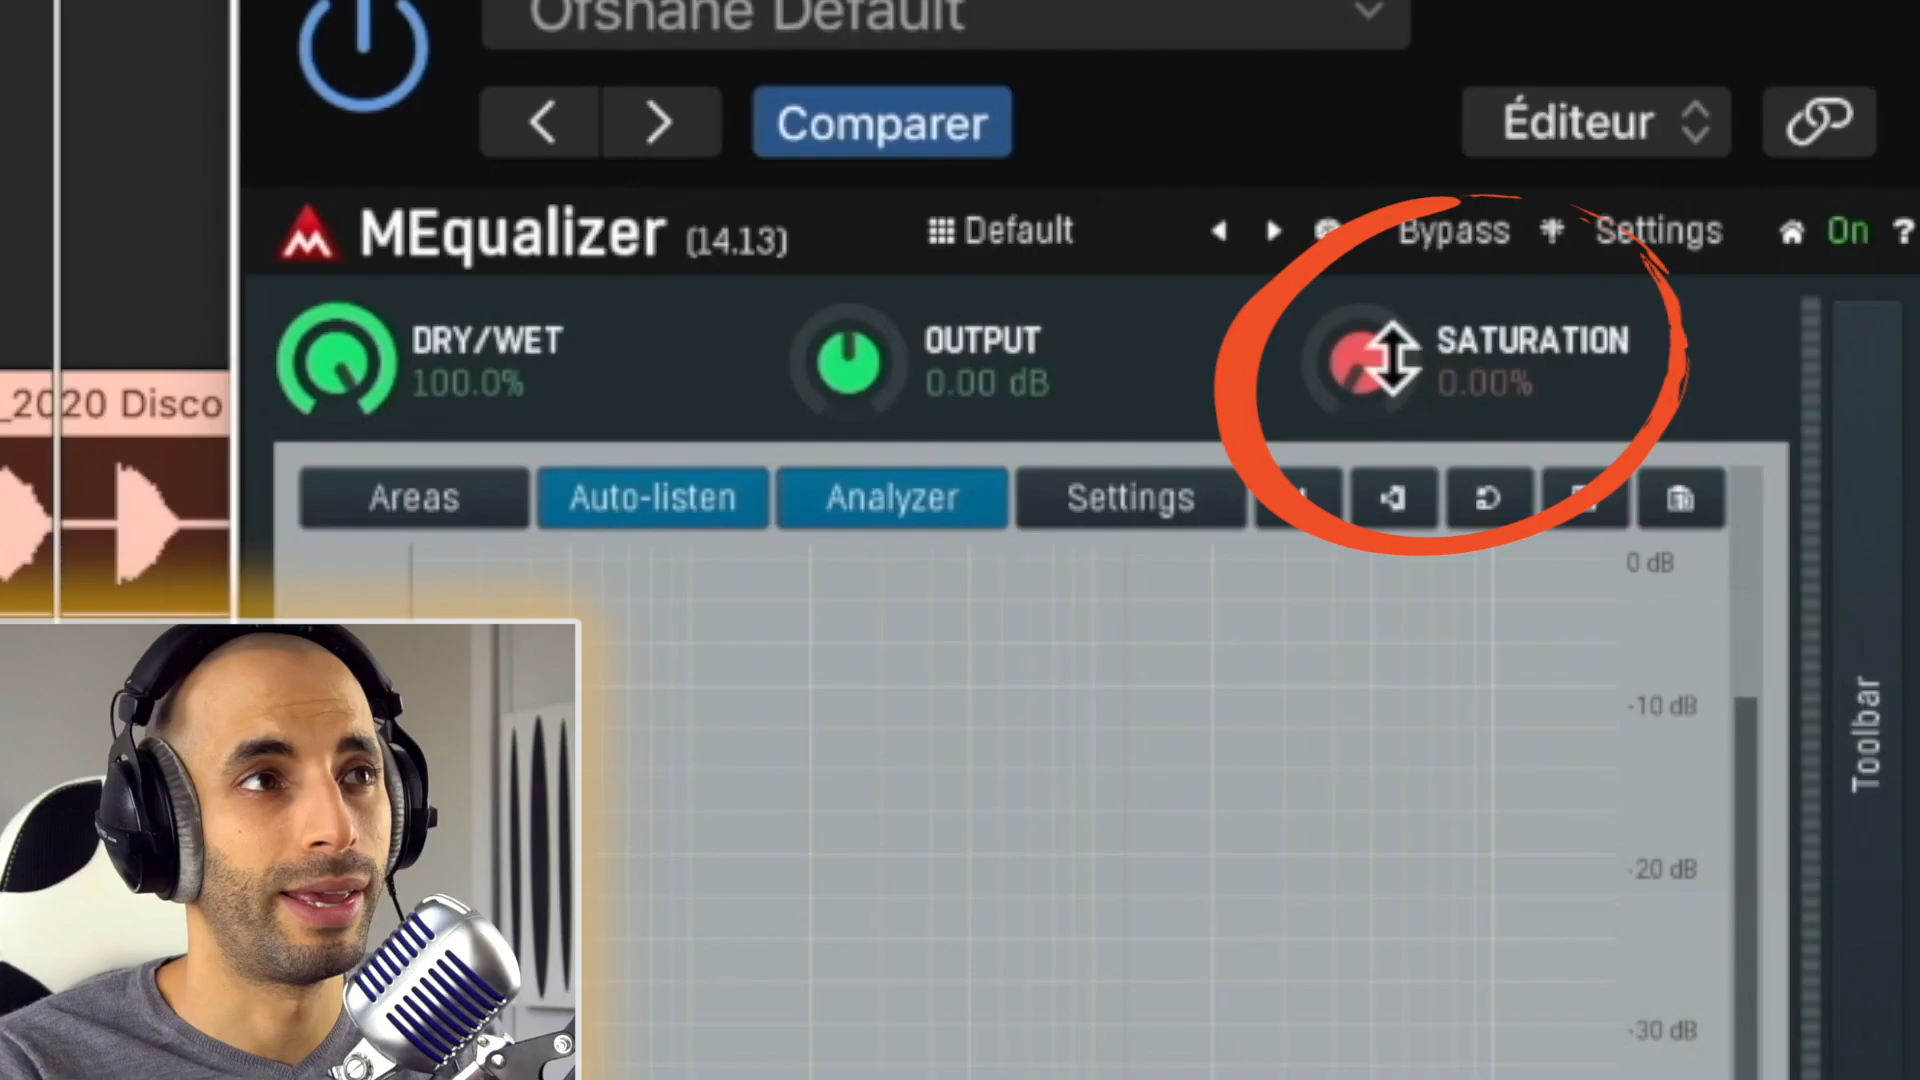 Ofshane Default
Comparer
Éditeur
MEqualizer (14.13)
Default
Bypass
Settings
On ?
DRY/WET
100.0%
OUTPUT
0.00 dB
SATURATION
0.00%
_2020 Disco
Areas
Auto-listen
Analyzer
Settings
0 dB
-10 dB
-20 dB
-30 dB
Toolbar